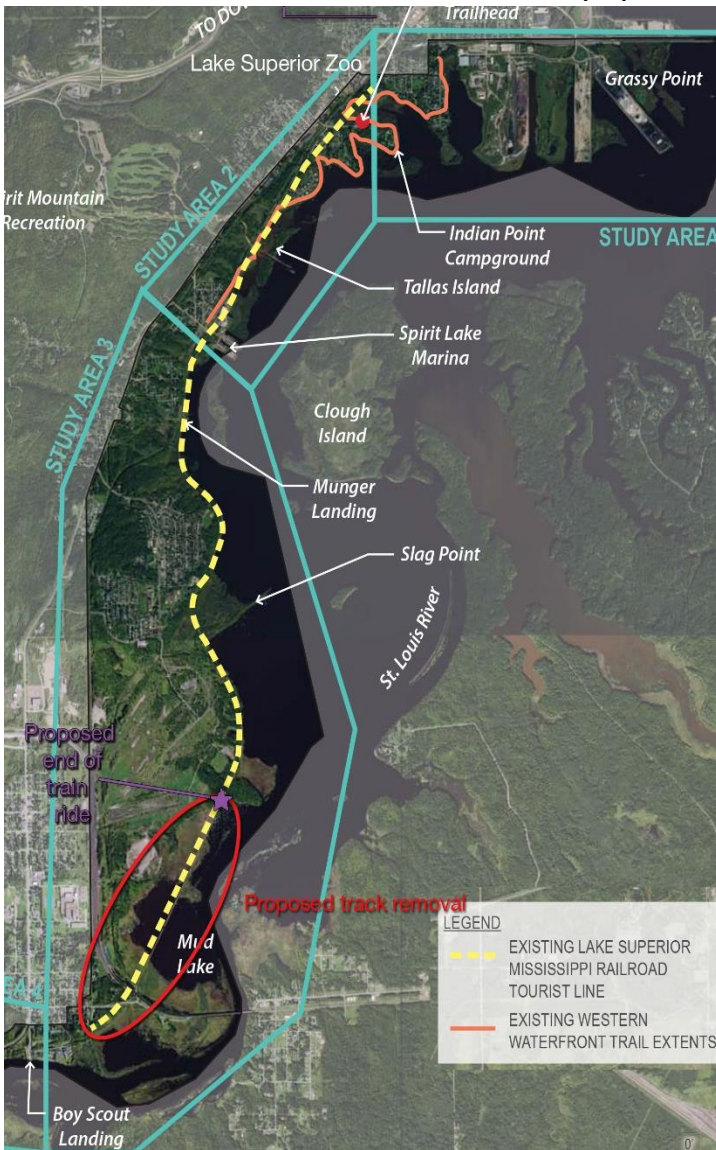 Trailhead
TO DO
Lake Superior Zoo
Grassy Point
STUDY AREA 2
irit Mountain
Recreation
Indian Point
Campground
STUDY AREA
Tallas Island
Spirit Lake
Marina
STUDY AREA 3
Clough
Island
Munger
Landing
Slag Point
St. Louis River
Proposed
end of
train
ride
Proposed track removal
Mud
Lake
LEGEND
EXISTING LAKE SUPERIOR
MISSISSIPPI RAILROAD
TOURIST LINE
EXISTING WESTERN
WATERFRONT TRAIL EXTENTS
Boy Scout
Landing
0'